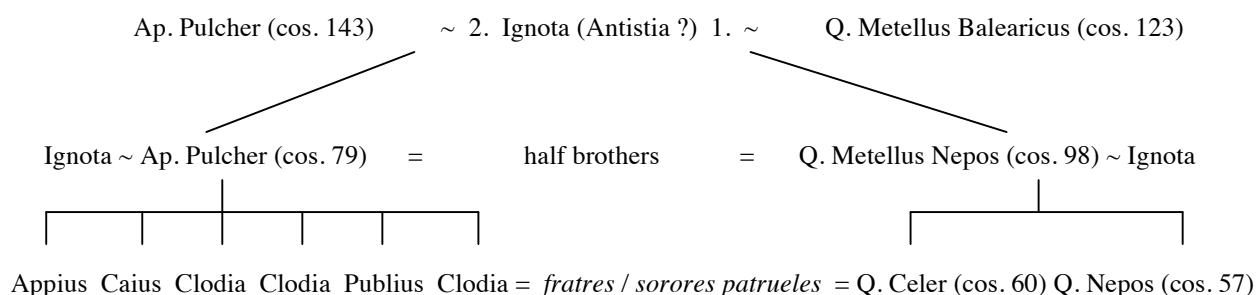 Ap. Pulcher (cos. 143) ~ 2. Ignota (Antistia ?) 1. ~ Q. Metellus Balearicus (cos. 123)
Ignota ~ Ap. Pulcher (cos. 79) = half brothers = Q. Metellus Nepos (cos. 98) ~ Ignota
Appius Caius Clodia Clodia Publius Clodia = fratres / sorores patrueles = Q. Celer (cos. 60) Q. Nepos (cos. 57)